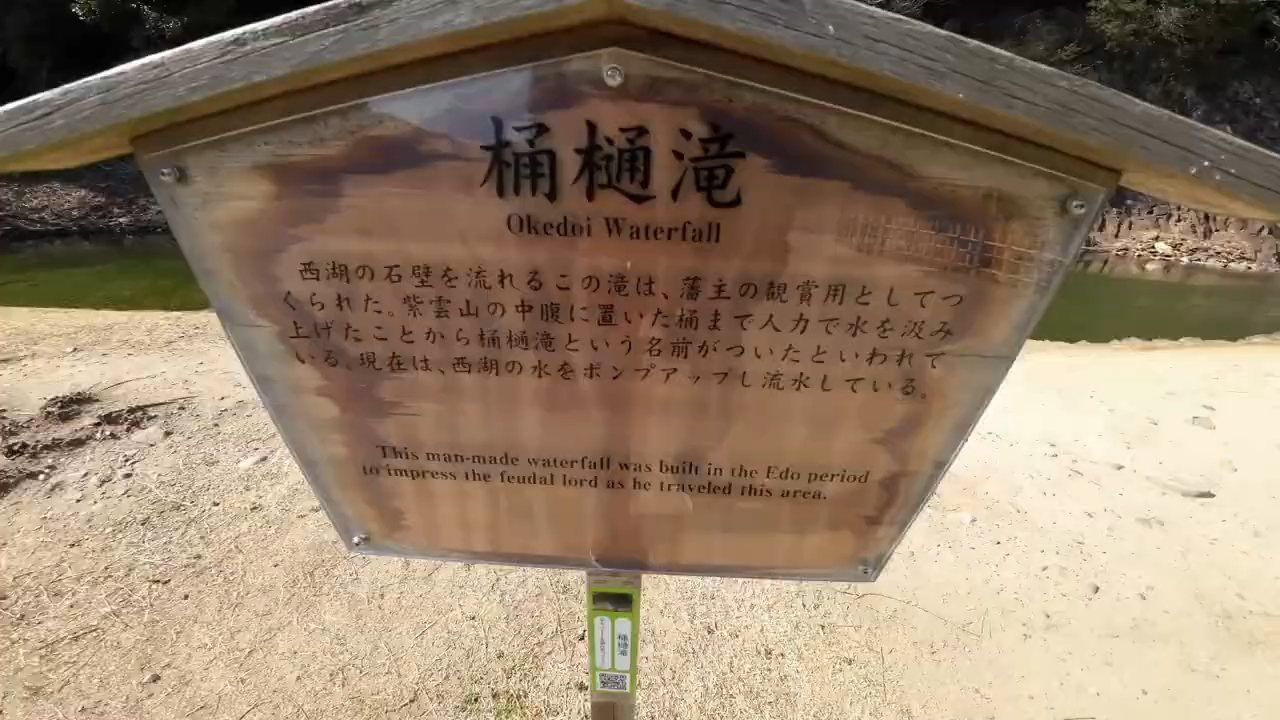 桶樋滝
Okedoi Waterfall
西湖の石壁を流れるこの滝は、藩主の観賞用としてつ
くられた。紫雲山の中腹に置いた桶まで人力で水を汲み
上げたことから桶樋滝という名前がついたといわれて
いる。現在は、西湖の水をポンプアップし流水している。
This man-made waterfall was built in the Edo period
to impress the feudal lord as he traveled this area.
桶樋滝